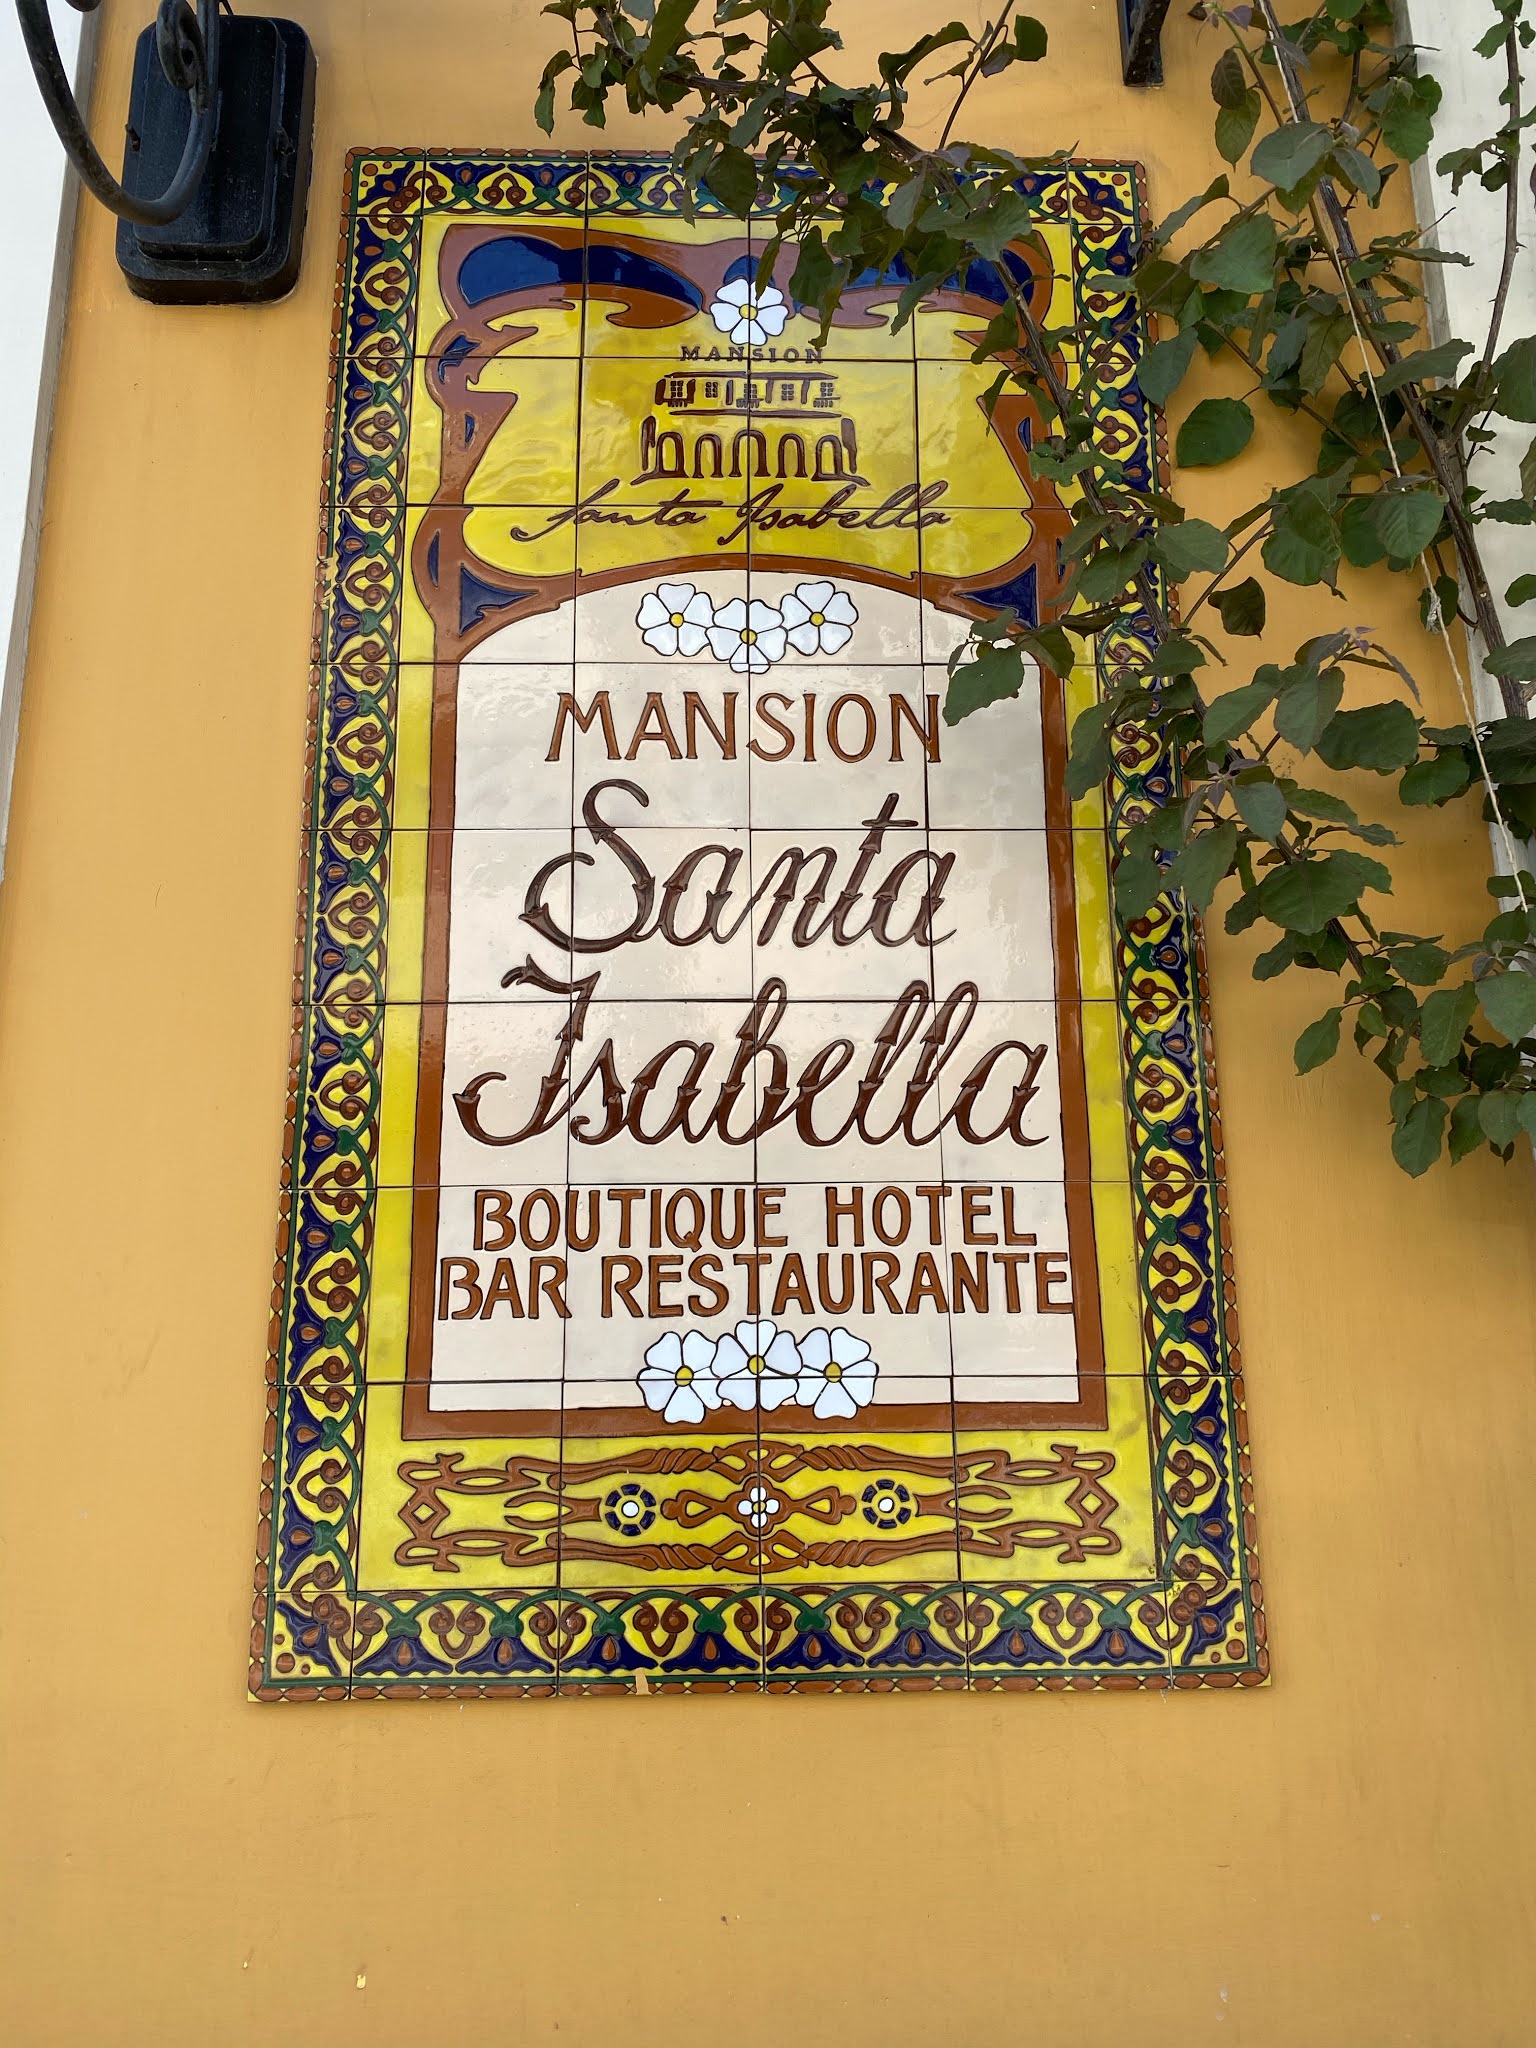 MANSION
Santa Isabella
MANSION
Santa
Isabella
BOUTIQUE HOTEL
BAR RESTAURANTE